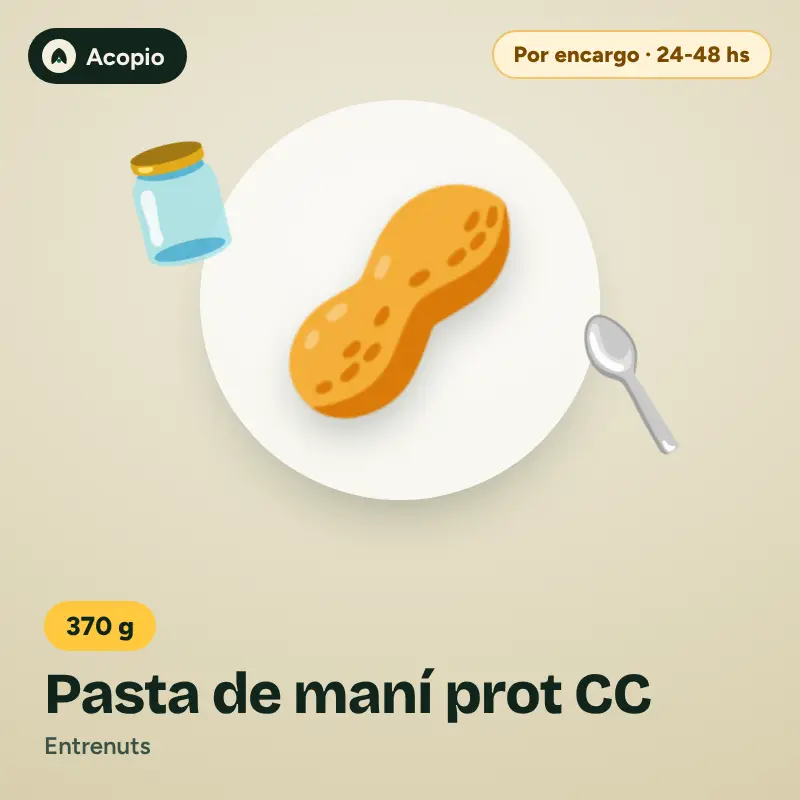 Acopio
Por encargo · 24-48 hs
370 g
Pasta de maní prot CC
Entrenuts